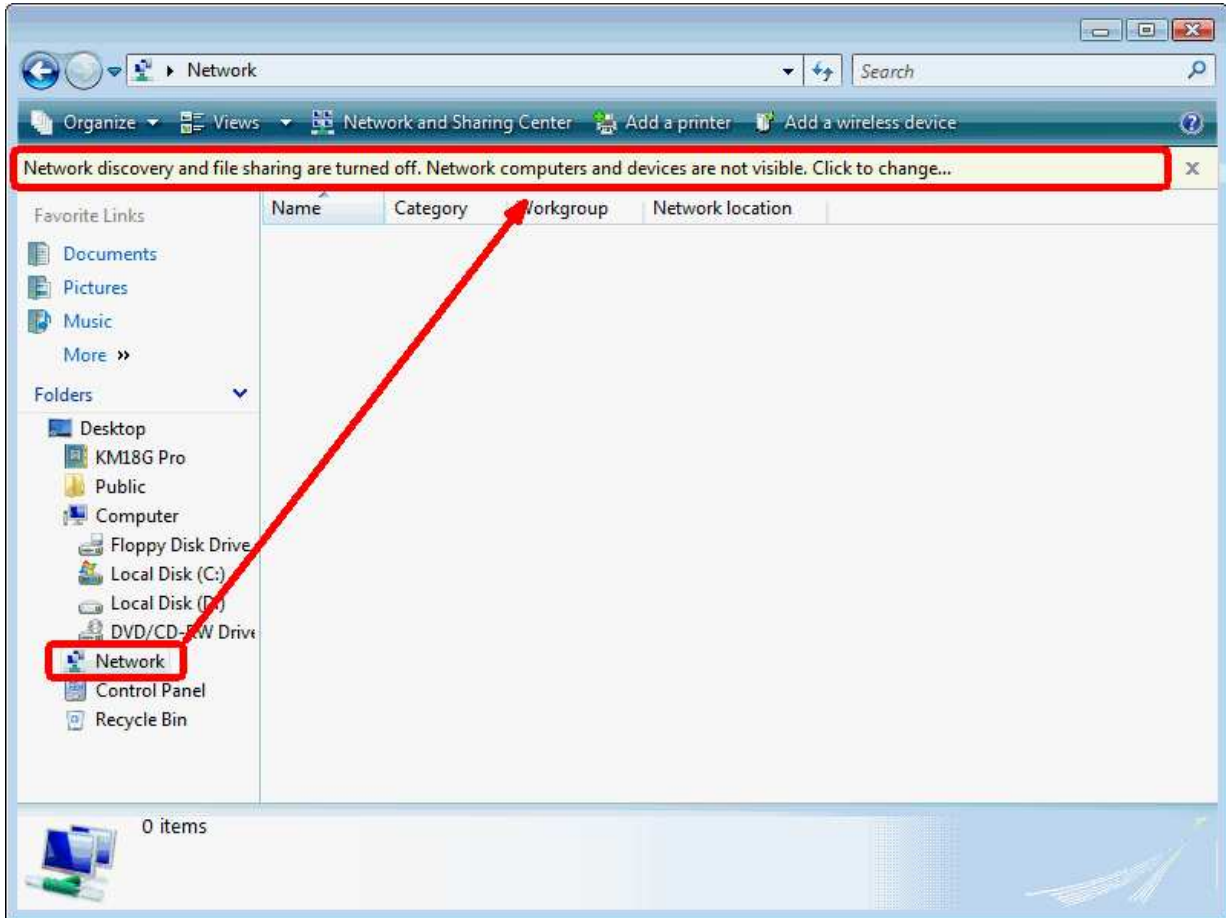 Network
Search
Organize Views Network and Sharing Center Add a printer Add a wireless device
Network discovery and file sharing are turned off. Network computers and devices are not visible. Click to change...
Favorite Links
Name Category Workgroup Network location
Documents
Pictures
Music
More »
Folders
Desktop
KM18G Pro
Public
Computer
Floppy Disk Drive
Local Disk (C:)
Local Disk (D:)
DVD/CD-RW Drive
Network
Control Panel
Recycle Bin
0 items